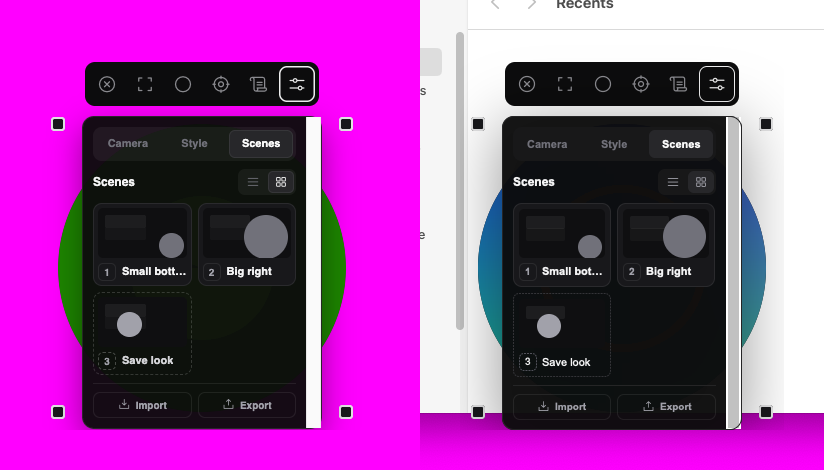 Recents
s
Camera Style Scenes
Scenes
1 Small bott... 2 Big right
3 Save look
Import Export
e
Camera Style Scenes
Scenes
1 Small bot... 2 Big right
3 Save look
Import Export